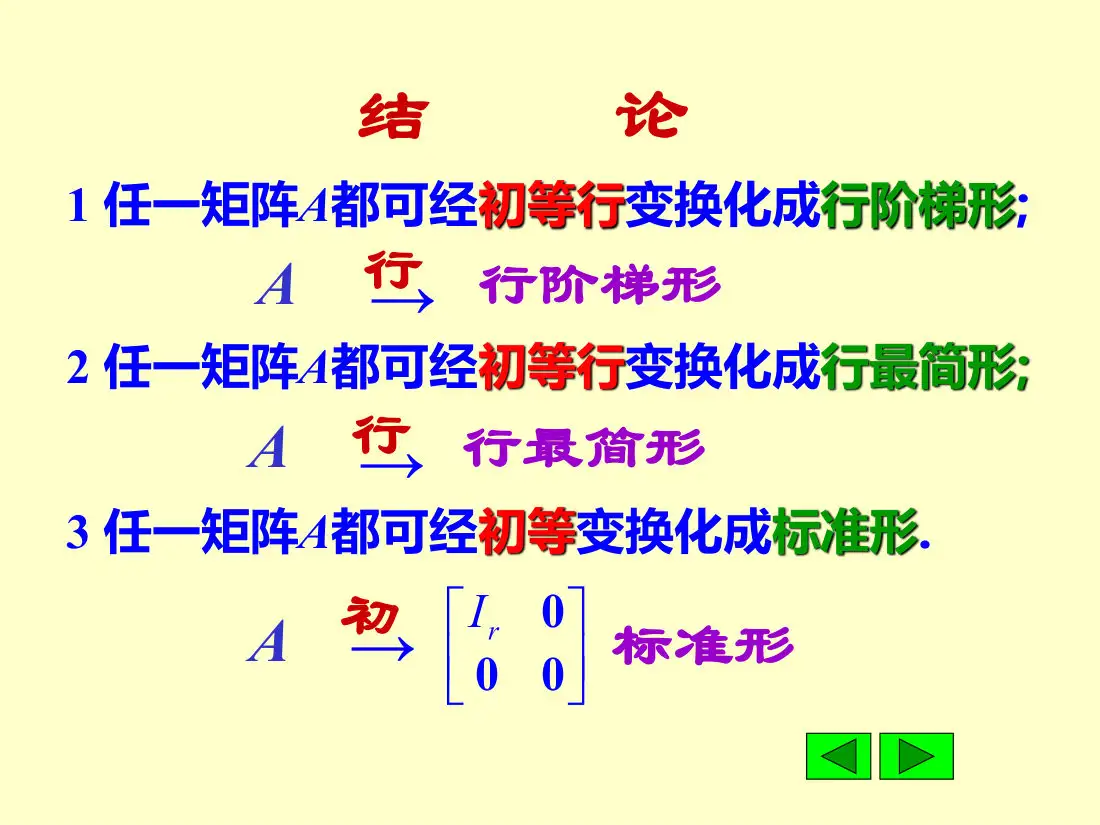 结 论
1 任一矩阵A都可经初等行变换化成行阶梯形;
A 行→ 行阶梯形
2 任一矩阵A都可经初等行变换化成行最简形;
A 行→ 行最简形
3 任一矩阵A都可经初等变换化成标准形.
A 初→ [I_r 0
0 0] 标准形